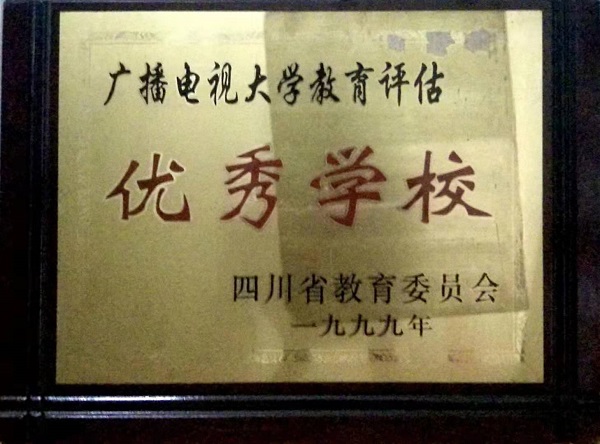 广播电视大学教育评估
优秀学校
四川省教育委员会
一九九九年